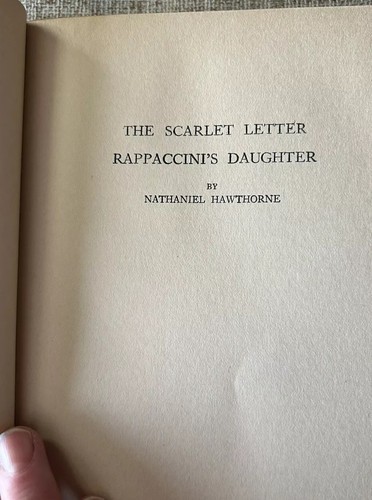 THE SCARLET LETTER
RAPPACCINI'S DAUGHTER
BY
NATHANIEL HAWTHORNE